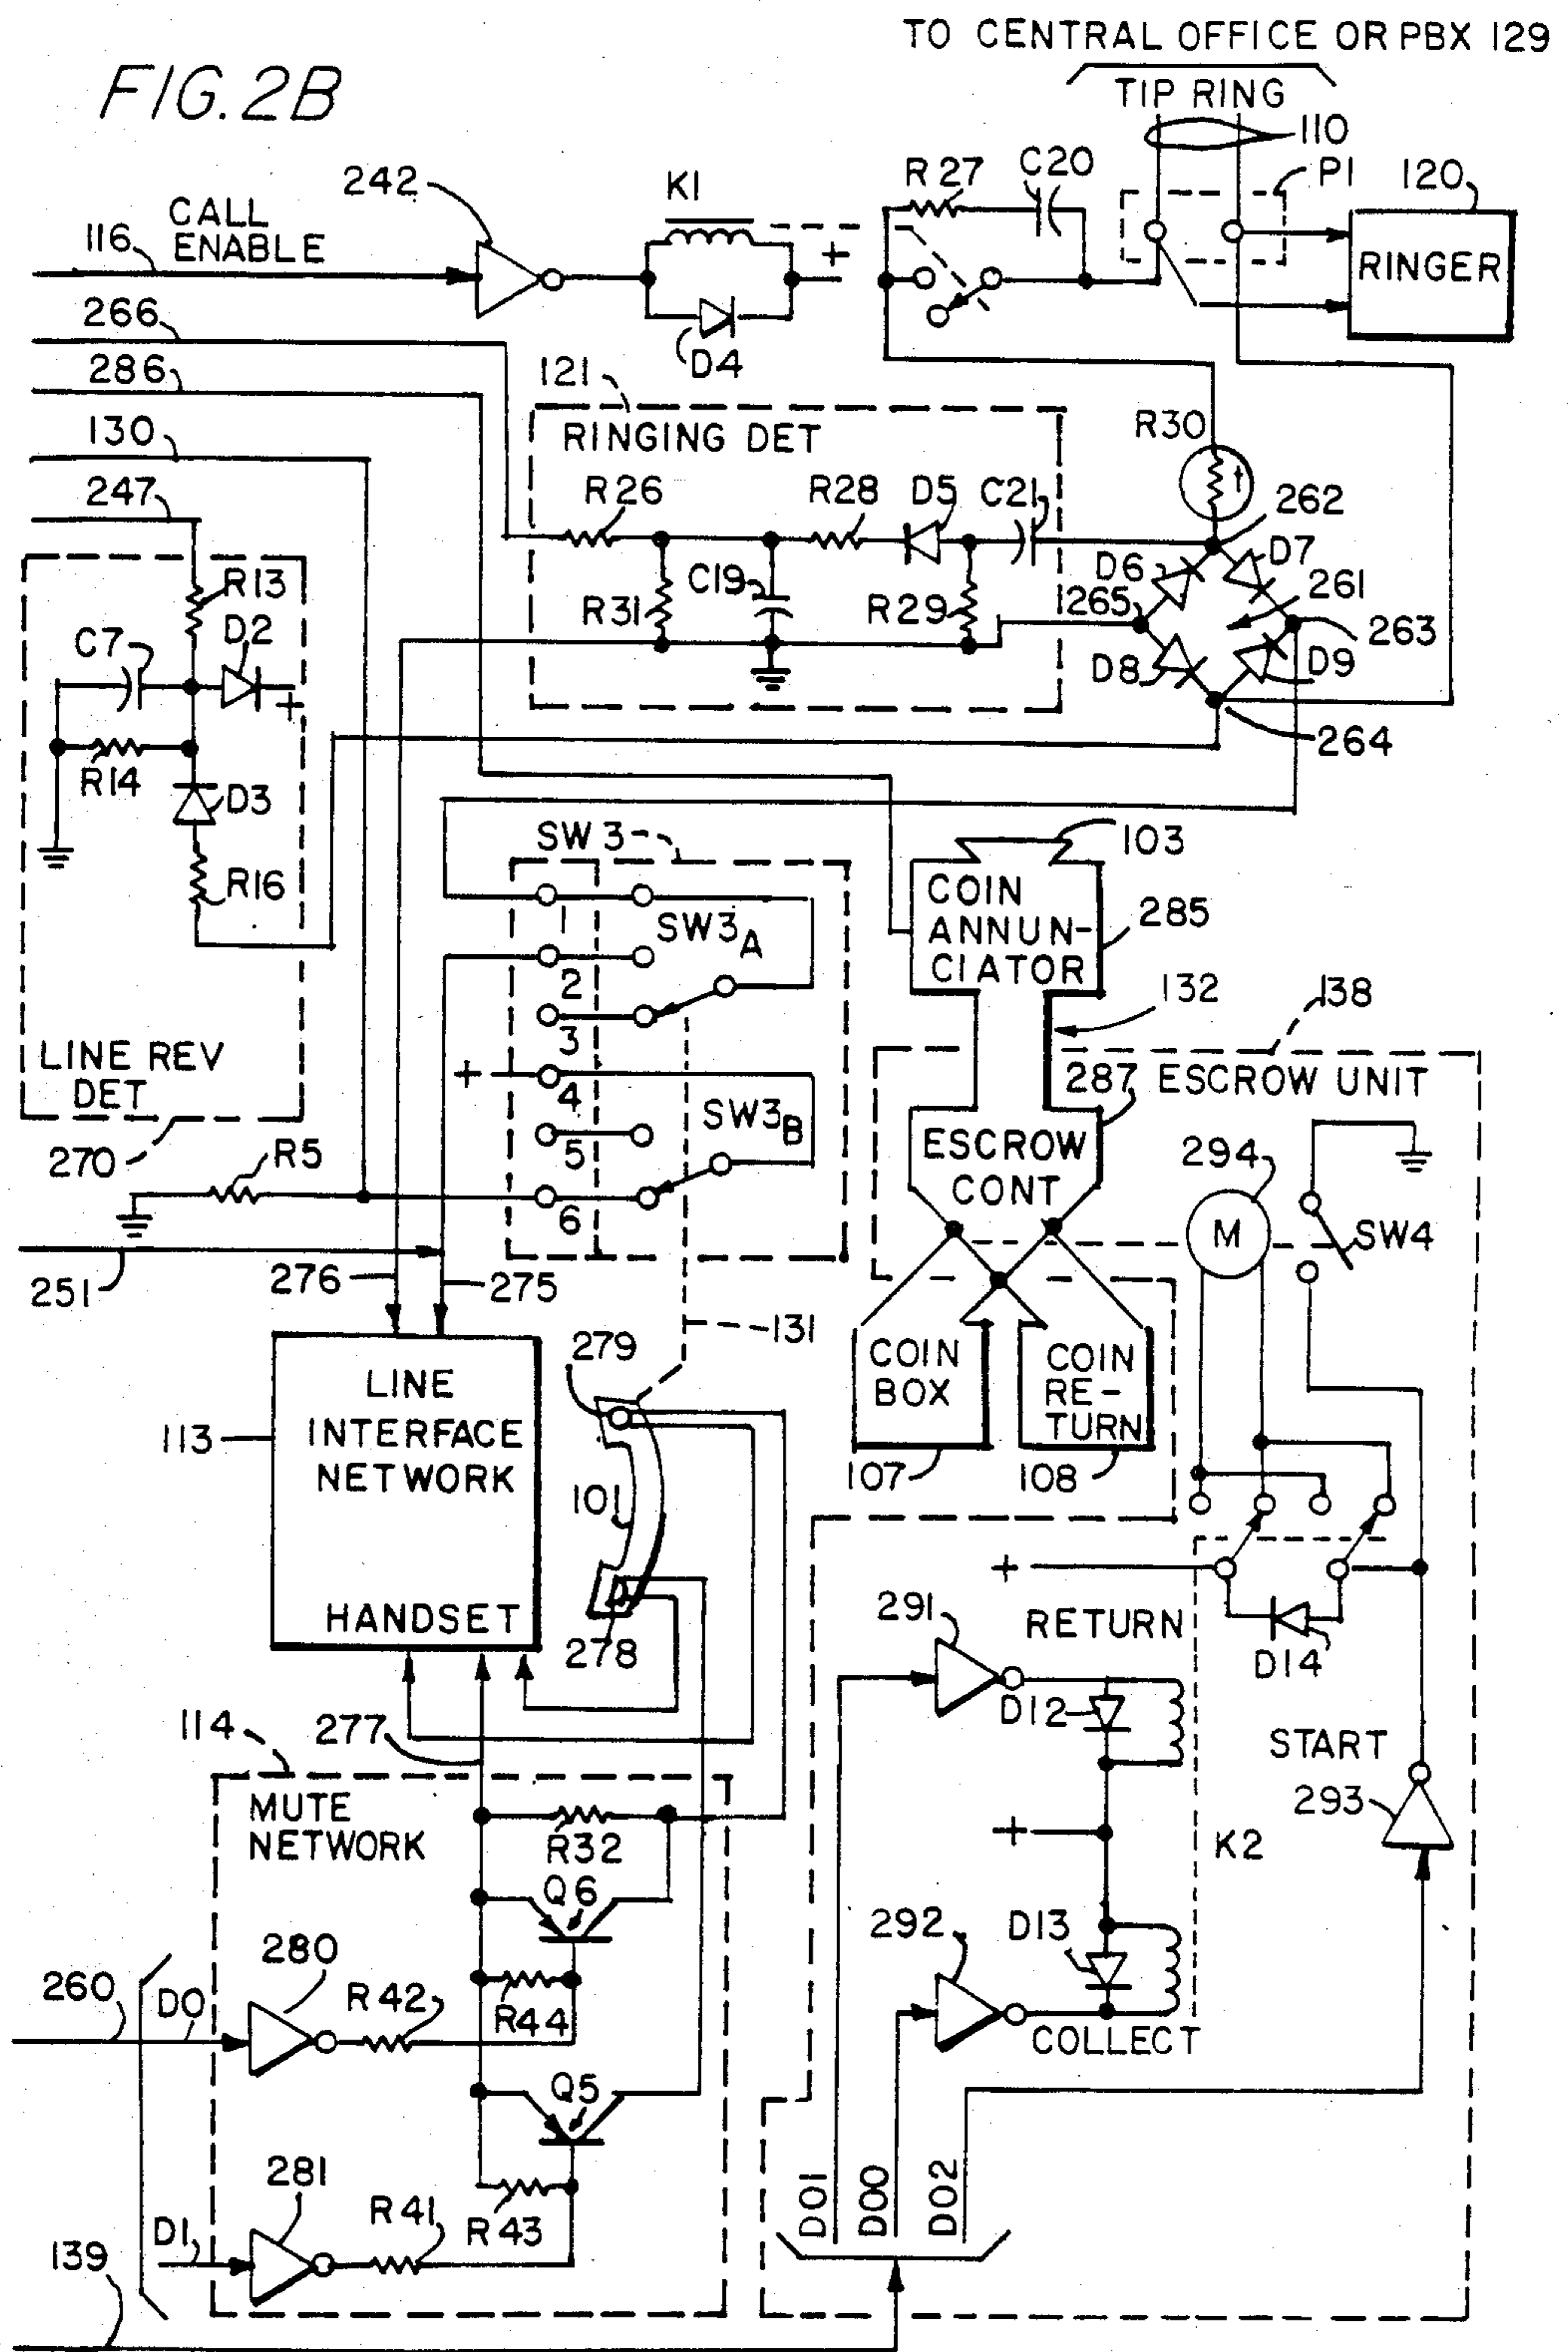 TO CENTRAL OFFICE OR PBX 129
FIG. 2B
TIP RING
110
242
K1
R27
C20
P1
120
CALL
ENABLE
116
+
RINGER
266
D4
286
121
130
RINGING DET
R30
247
R26
R28
D5
C21
t
262
D6
D7
R13
R31
C19
R29
265
261
C7
D2
263
D8
D9
+
264
R14
D3
SW3
103
R16
COIN
ANNUN-
CIATOR
285
1
SW3A
2
132
138
3
LINE REV
DET
+
4
287
ESCROW UNIT
SW3B
270
R5
5
ESCROW
CONT
294
6
M
SW4
251
276
275
131
279
COIN
BOX
COIN
RE-
TURN
LINE
INTERFACE
NETWORK
113
101
107
108
+
291
RETURN
HANDSET
278
D14
D12
114
277
START
MUTE
NETWORK
R32
+
K2
293
Q6
292
D13
280
260
D0
R42
R44
COLLECT
Q5
281
R43
R41
D1
139
D01
D00
D02